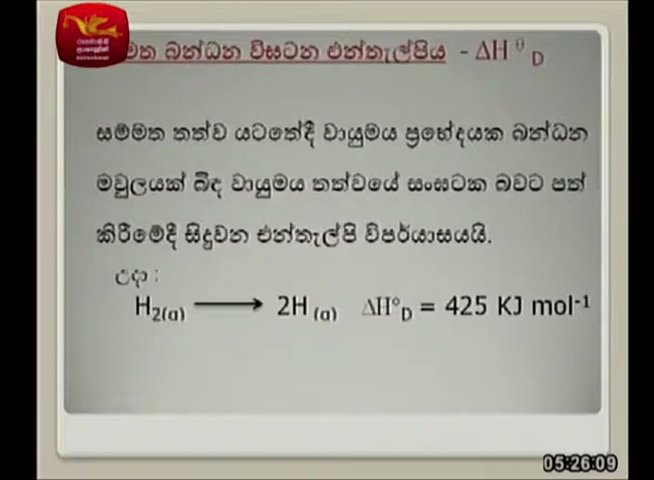 බන්ධන විඝටන එන්තැල්පිය - ΔH θ D
සම්මත තත්ව යටතේදී වායුමය ප්‍රභේදයක බන්ධන
මවුලයක් බිඳ වායුමය තත්වයේ සංඝටක බවට පත්
කිරීමේදී සිදුවන එන්තැල්පි විපර්යාසයයි.
උදා :
H2(g) ⟶ 2H (g) ΔH°D = 425 KJ mol-1
05:26:09